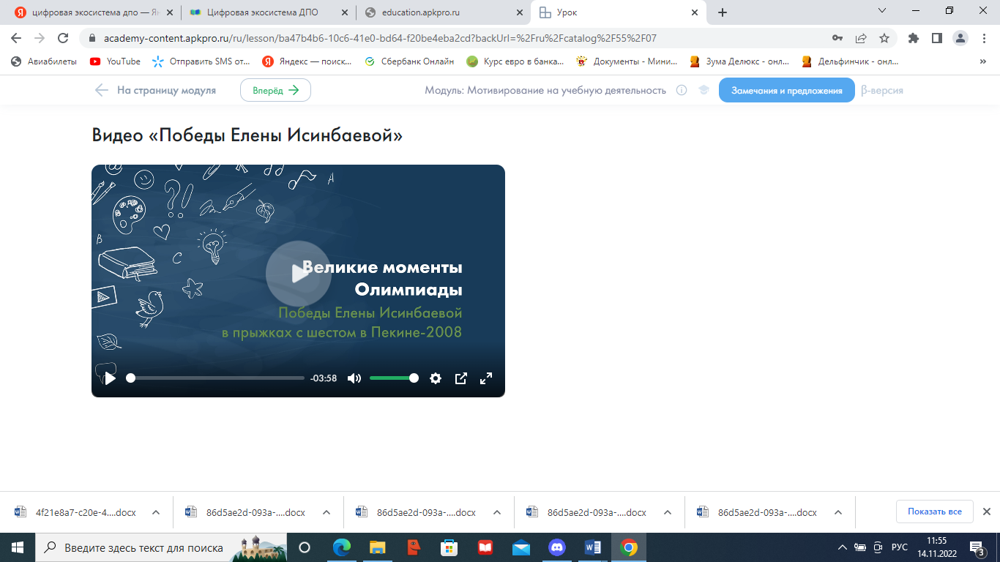 цифровая экосистема дпо — Ян
Цифровая экосистема ДПО
education.apkpro.ru
Урок
academy-content.apkpro.ru/ru/lesson/ba47b4b6-10c6-41e0-bd64-f20be4eba2cd?backUrl=%2Fru%2Fcatalog%2F55%2F07
Авиабилеты
YouTube
Отправить SMS от...
Яндекс — поиск...
Сбербанк Онлайн
Курс евро в банка...
Документы - Мини...
Зума Делюкс - онл...
Дельфинчик - онл...
»
На страницу модуля
Вперёд
Модуль: Мотивирование на учебную деятельность
Замечания и предложения
β-версия
Видео «Победы Елены Исинбаевой»
A
B
C
Великие моменты
Олимпиады
Победы Елены Исинбаевой
в прыжках с шестом в Пекине-2008
-03:58
4f21e8a7-c20e-4....docx
86d5ae2d-093a-....docx
86d5ae2d-093a-....docx
86d5ae2d-093a-....docx
86d5ae2d-093a-....docx
Показать все
Введите здесь текст для поиска
РУС
11:55
14.11.2022
3